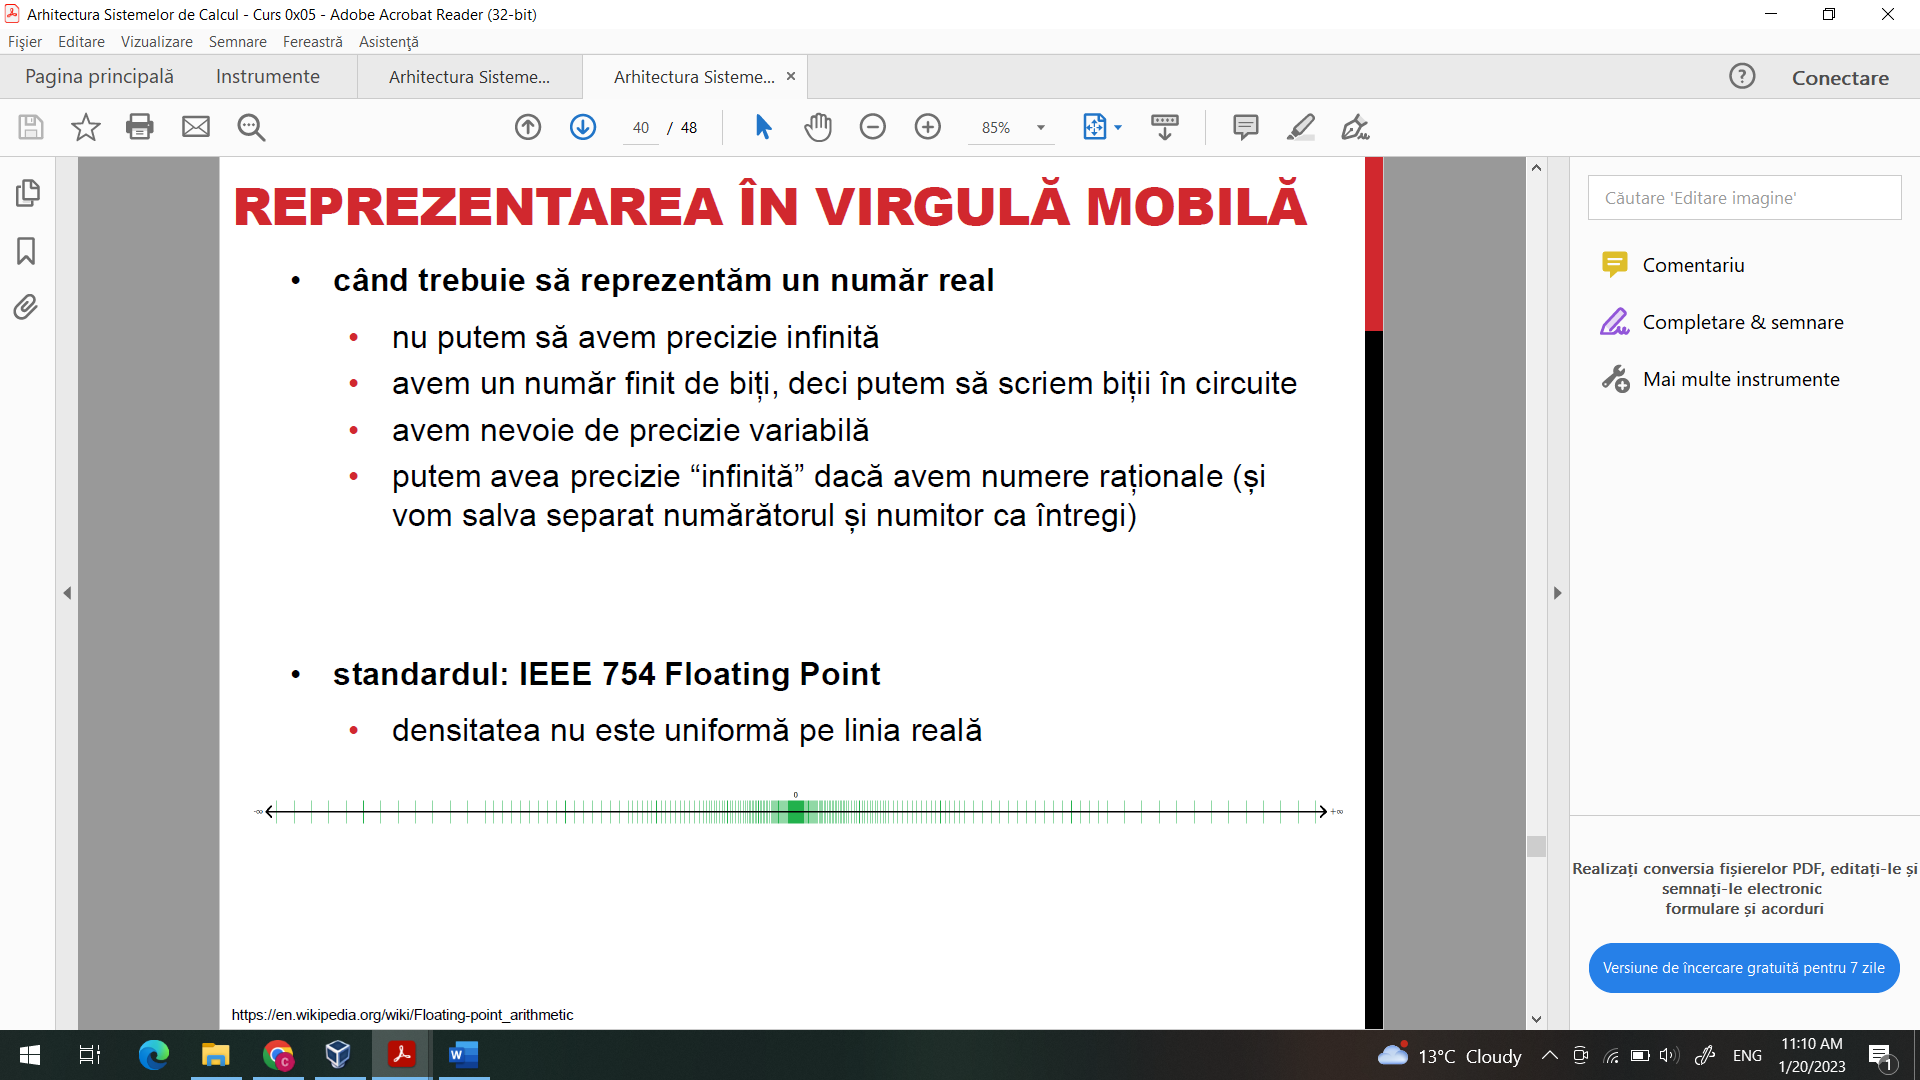 Arhitectura Sistemelor de Calcul - Curs 0x05 - Adobe Acrobat Reader (32-bit)
Fișier Editare Vizualizare Semnare Fereastră Asistenţă
Pagina principală Instrumente Arhitectura Sisteme... Arhitectura Sisteme... Conectare
40 / 48 85%
REPREZENTAREA ÎN VIRGULĂ MOBILĂ
• când trebuie să reprezentăm un număr real
• nu putem să avem precizie infinită
• avem un număr finit de biți, deci putem să scriem biții în circuite
• avem nevoie de precizie variabilă
• putem avea precizie “infinită” dacă avem numere raționale (și
vom salva separat numărătorul și numitor ca întregi)
• standardul: IEEE 754 Floating Point
• densitatea nu este uniformă pe linia reală
0
-∞ +∞
https://en.wikipedia.org/wiki/Floating-point_arithmetic
Căutare 'Editare imagine'
Comentariu
Completare & semnare
Mai multe instrumente
Realizați conversia fișierelor PDF, editați-le și
semnați-le electronic
formulare și acorduri
Versiune de încercare gratuită pentru 7 zile
13°C Cloudy ENG 11:10 AM
1/20/2023
1